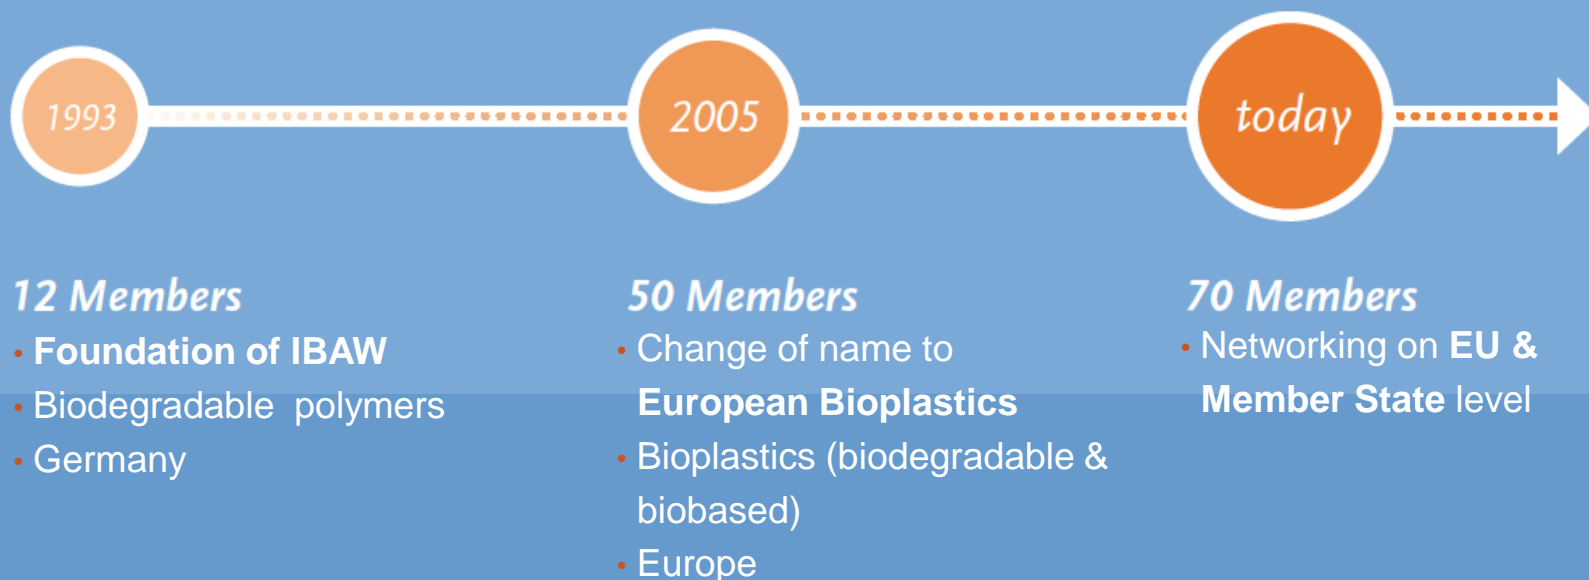 1993
2005
today
12 Members
• Foundation of IBAW
• Biodegradable polymers
• Germany
50 Members
• Change of name to
European Bioplastics
• Bioplastics (biodegradable &
biobased)
• Europe
70 Members
• Networking on EU &
Member State level